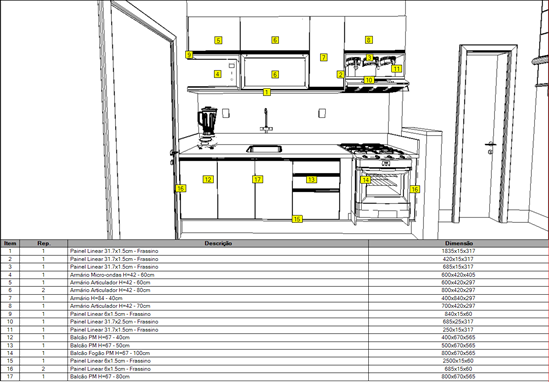 5
6
8
9
7
3
4
6
2
11
10
1
12
17
13
14
16
16
15
Item Rep. Descrição Dimensão
1 1 Painel Linear 31.7x1.5cm - Frassino 1835x15x317
2 1 Painel Linear 31.7x1.5cm - Frassino 420x15x317
3 1 Painel Linear 31.7x1.5cm - Frassino 685x15x317
4 1 Armário Micro-ondas H=42 - 60cm 600x420x405
5 1 Armário Articulador H=42 - 60cm 600x420x297
6 2 Armário Articulador H=42 - 80cm 800x420x297
7 1 Armário H=84 - 40cm 400x840x297
8 1 Armário Articulador H=42 - 70cm 700x420x297
9 1 Painel Linear 6x1.5cm - Frassino 840x15x60
10 1 Painel Linear 31.7x2.5cm - Frassino 685x25x317
11 1 Painel Linear 31.7x1.5cm - Frassino 250x15x317
12 1 Balcão PM H=67 - 40cm 400x670x565
13 1 Balcão PM H=67 - 50cm 500x670x565
14 1 Balcão Fogão PM H=67 - 100cm 800x670x565
15 1 Painel Linear 6x1.5cm - Frassino 2500x15x60
16 2 Painel Linear 6x1.5cm - Frassino 685x15x60
17 1 Balcão PM H=67 - 80cm 800x670x565